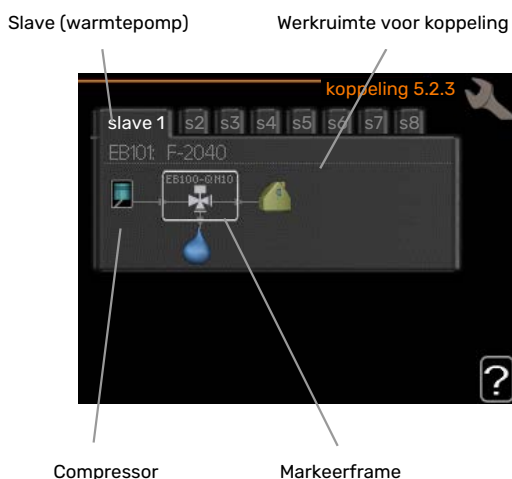 Slave (warmtepomp)
Werkruimte voor koppeling
koppeling 5.2.3
slave 1 s2 s3 s4 s5 s6 s7 s8
EB101: F-2040
EB100-QN10
?
Compressor
Markeerframe